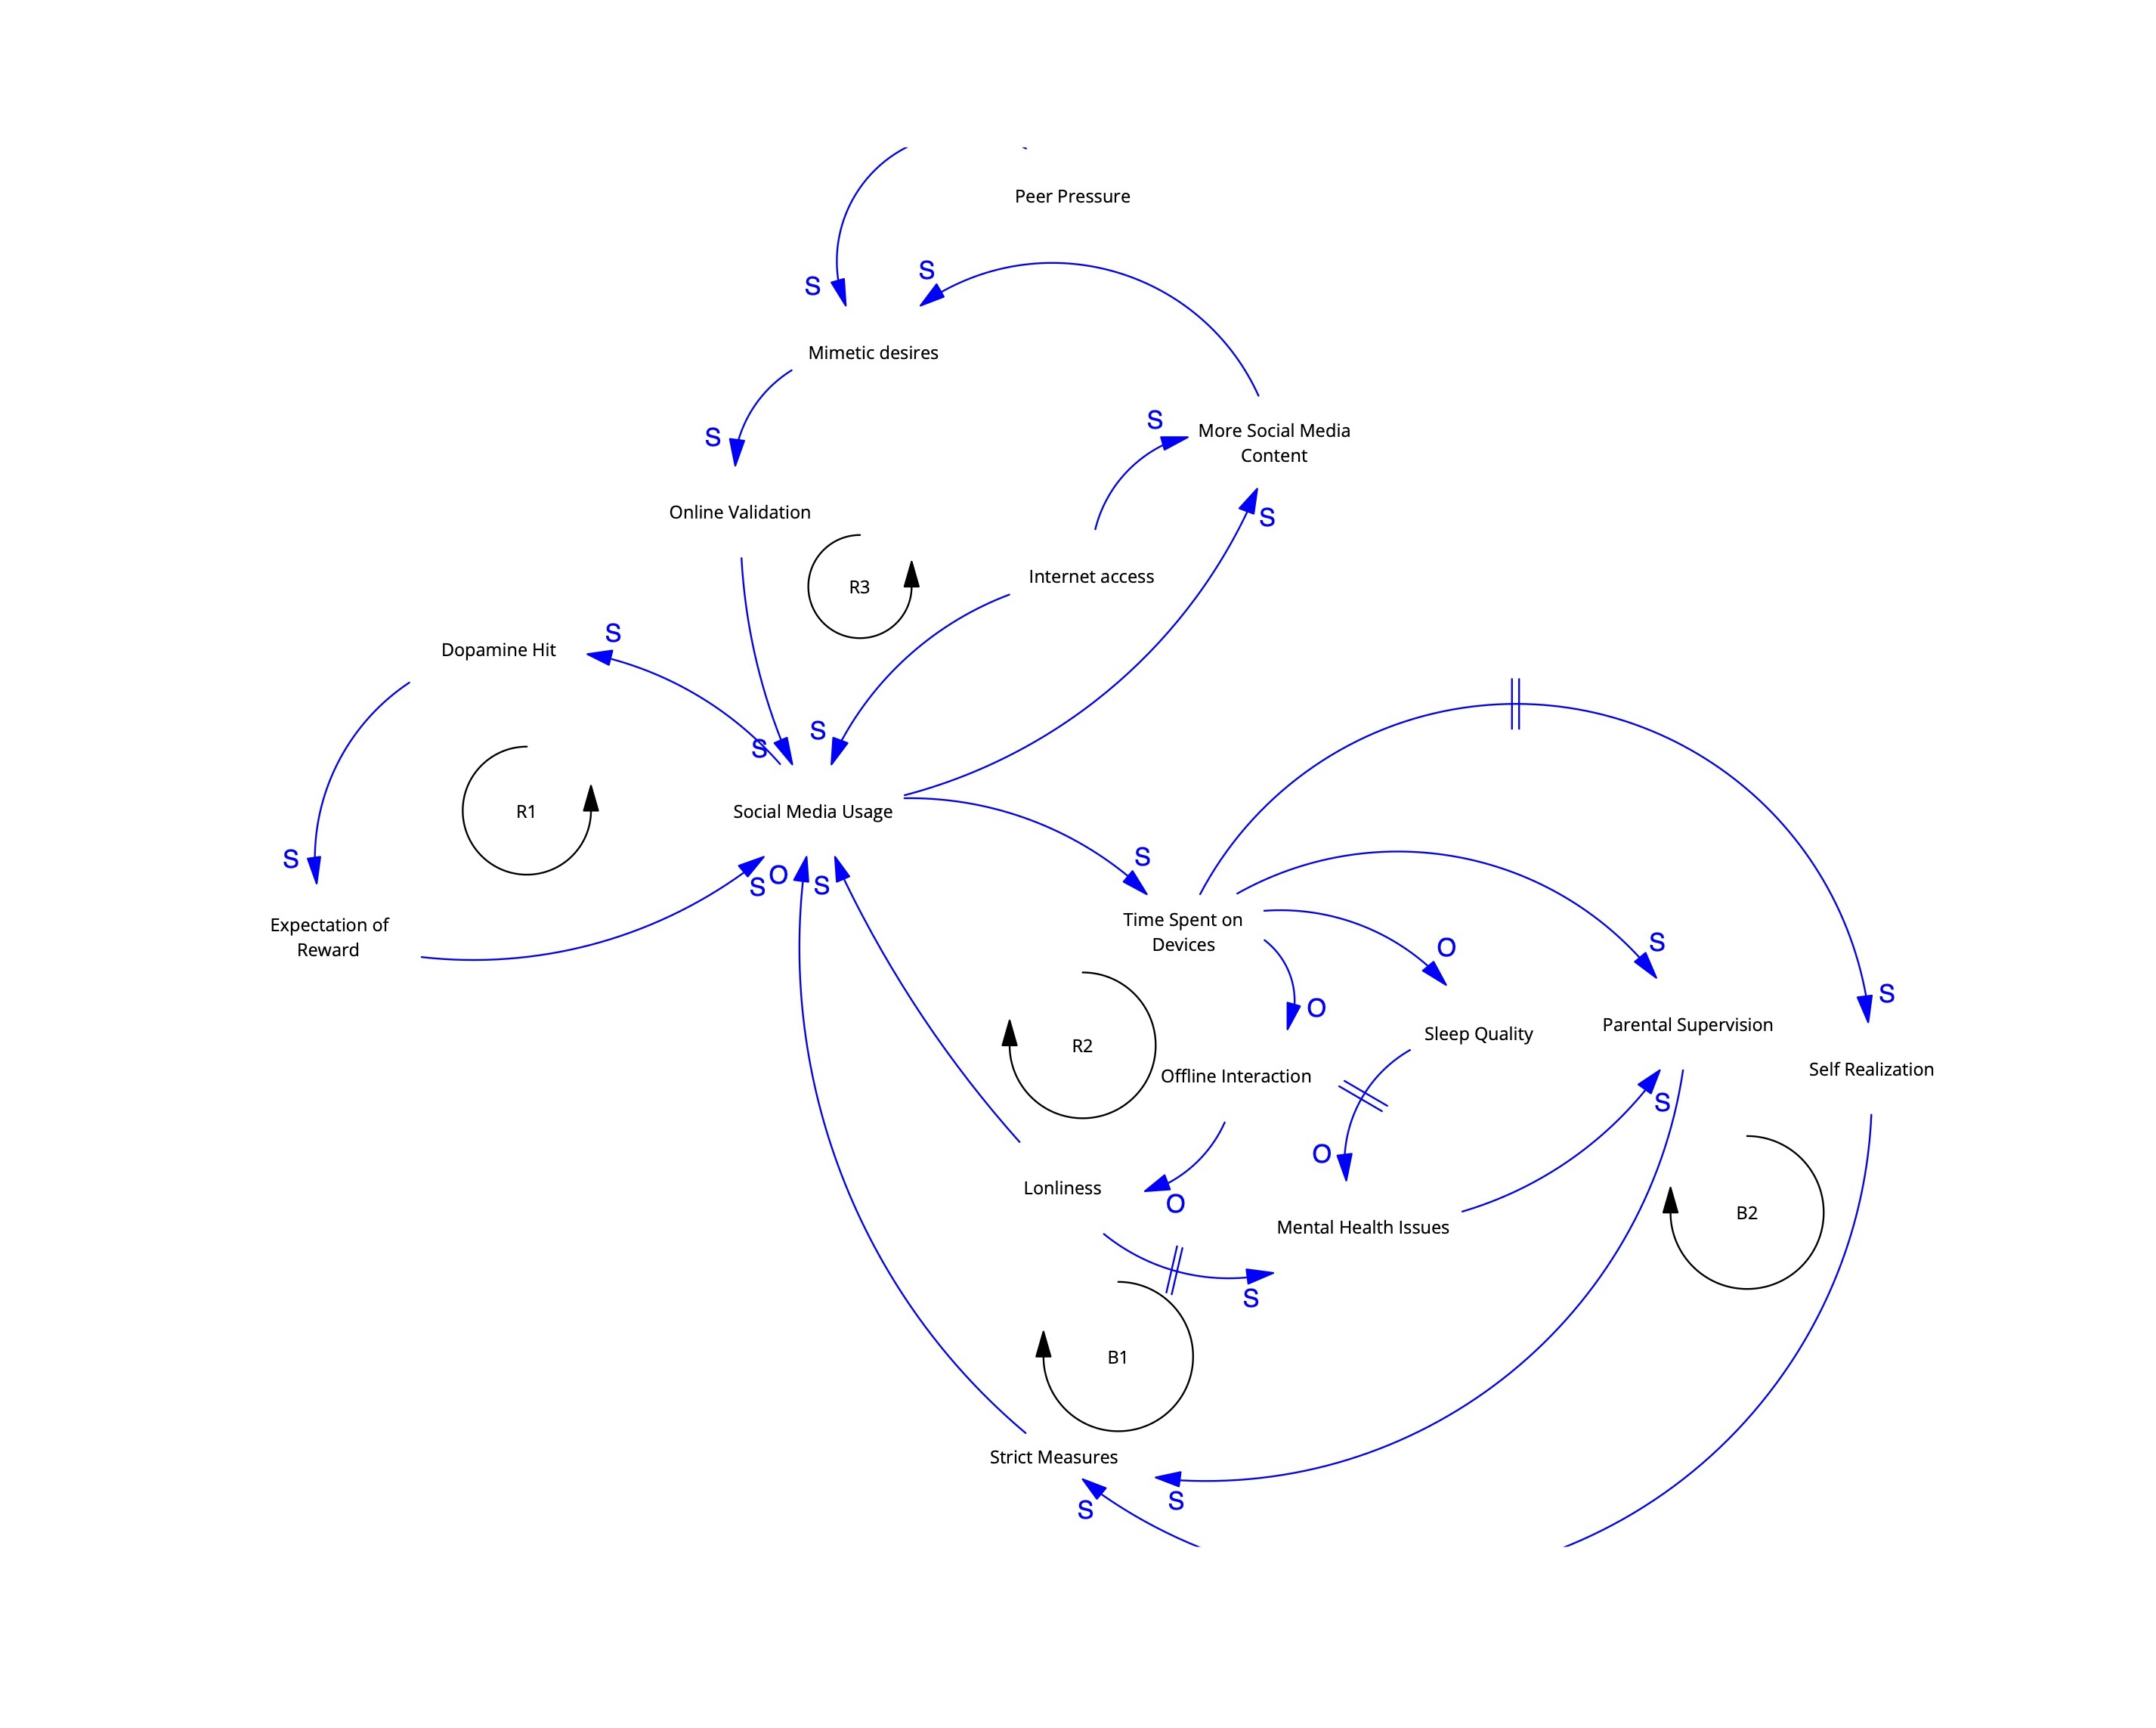 Peer Pressure
S
S
Mimetic desires
S
S
More Social Media
Content
S
Online Validation
S
Internet access
R3
S
Dopamine Hit
S
S
R1
Social Media Usage
S
S
O
S
S
Expectation of
Reward
Time Spent on
Devices
O
S
S
O
Sleep Quality
Parental Supervision
R2
Offline Interaction
Self Realization
S
O
Lonliness
O
Mental Health Issues
B2
S
B1
Strict Measures
S
S